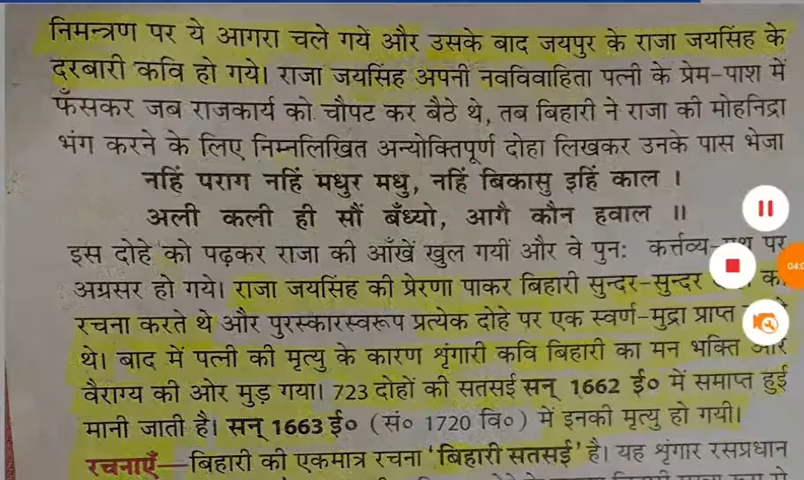 निमन्त्रण पर ये आगरा चले गये और उसके बाद जयपुर के राजा जयसिंह के
दरबारी कवि हो गये। राजा जयसिंह अपनी नवविवाहिता पत्नी के प्रेम-पाश में
फँसकर जब राजकार्य को चौपट कर बैठे थे, तब बिहारी ने राजा की मोहनिद्रा
भंग करने के लिए निम्नलिखित अन्योक्तिपूर्ण दोहा लिखकर उनके पास भेजा
नहिं पराग नहिं मधुर मधु, नहिं बिकासु इहिं काल ।
अली कली ही सौं बँध्यो, आगै कौन हवाल ॥
इस दोहे को पढ़कर राजा की आँखें खुल गयीं और वे पुनः कर्त्तव्य-पथ पर
अग्रसर हो गये। राजा जयसिंह की प्रेरणा पाकर बिहारी सुन्दर-सुन्दर
रचना करते थे और पुरस्कारस्वरूप प्रत्येक दोहे पर एक स्वर्ण-मुद्रा प्राप्त
थे। बाद में पत्नी की मृत्यु के कारण श्रृंगारी कवि बिहारी का मन भक्ति और
वैराग्य की ओर मुड़ गया। 723 दोहों की सतसई सन् 1662 ई० में समाप्त हुई
मानी जाती है। सन् 1663 ई० (सं० 1720 वि०) में इनकी मृत्यु हो गयी।
रचनाएँ—बिहारी की एकमात्र रचना 'बिहारी सतसई' है। यह श्रृंगार रसप्रधान